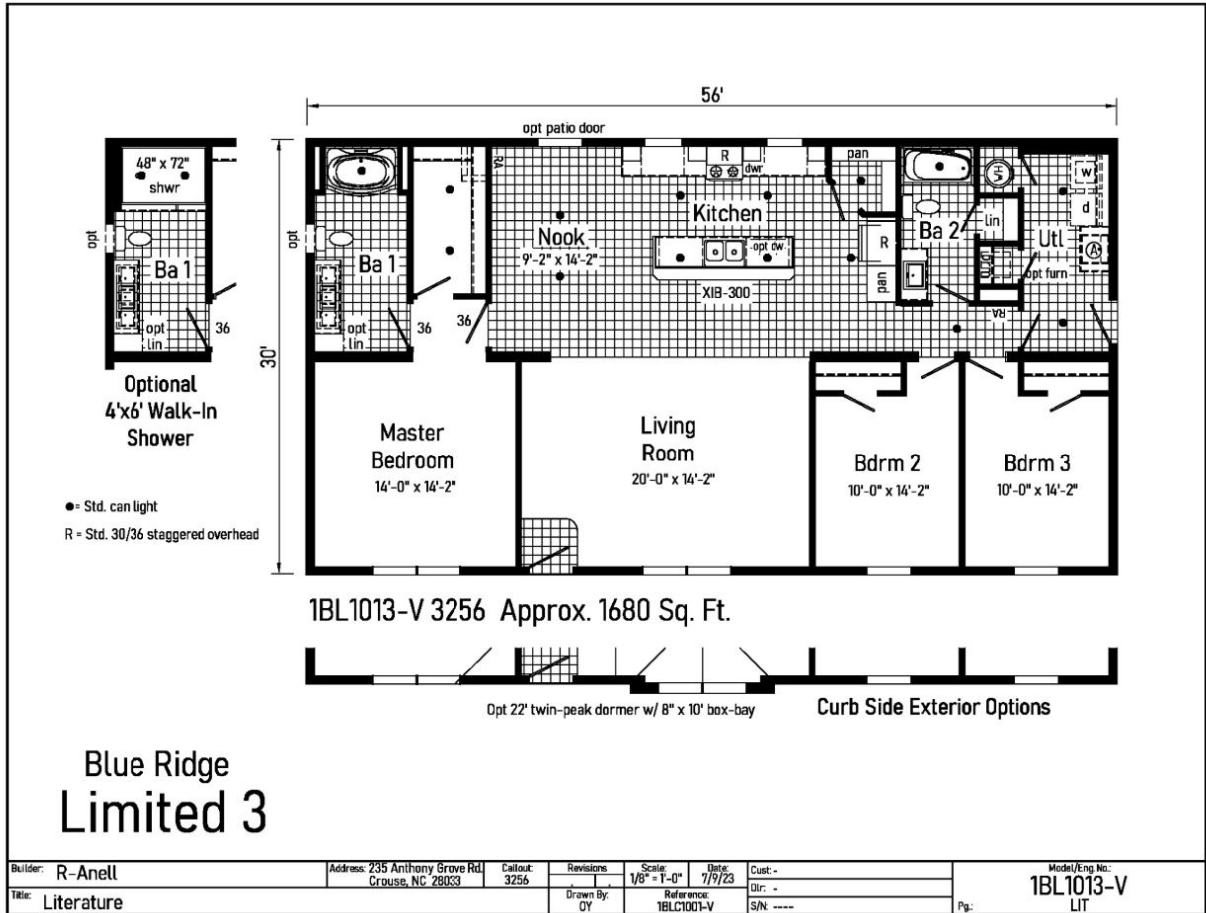 56'
opt patio door
48" x 72"
shwr
opt
Ba 1
opt
lin
36
Optional
4'x6' Walk-In
Shower
30'
opt
Ba 1
opt
lin
36
36
RA
Nook
9'-2" x 14'-2"
R
dwr
Kitchen
opt dw
XIB-300
pan
R
pan
Ba 2
lin
WH
w
d
Utl
A
opt furn
RA
Master
Bedroom
14'-0" x 14'-2"
Living
Room
20'-0" x 14'-2"
Bdrm 2
10'-0" x 14'-2"
Bdrm 3
10'-0" x 14'-2"
●= Std. can light
R = Std. 30/36 staggered overhead
1BL1013-V 3256 Approx. 1680 Sq. Ft.
Opt 22' twin-peak dormer w/ 8" x 10' box-bay
Curb Side Exterior Options
Blue Ridge
Limited 3
Builder: R-Anell
Address: 235 Anthony Grove Rd.
Crouse, NC 28033
Callout:
3256
Revisions
Scale:
1/8" = 1'-0"
Date:
7/9/23
Cust: -
Dlr: -
S/N: ----
Model/Eng. No.:
1BL1013-V
LIT
Pg.:
Title: Literature
Drawn By:
OY
Reference:
1BLC1001-V